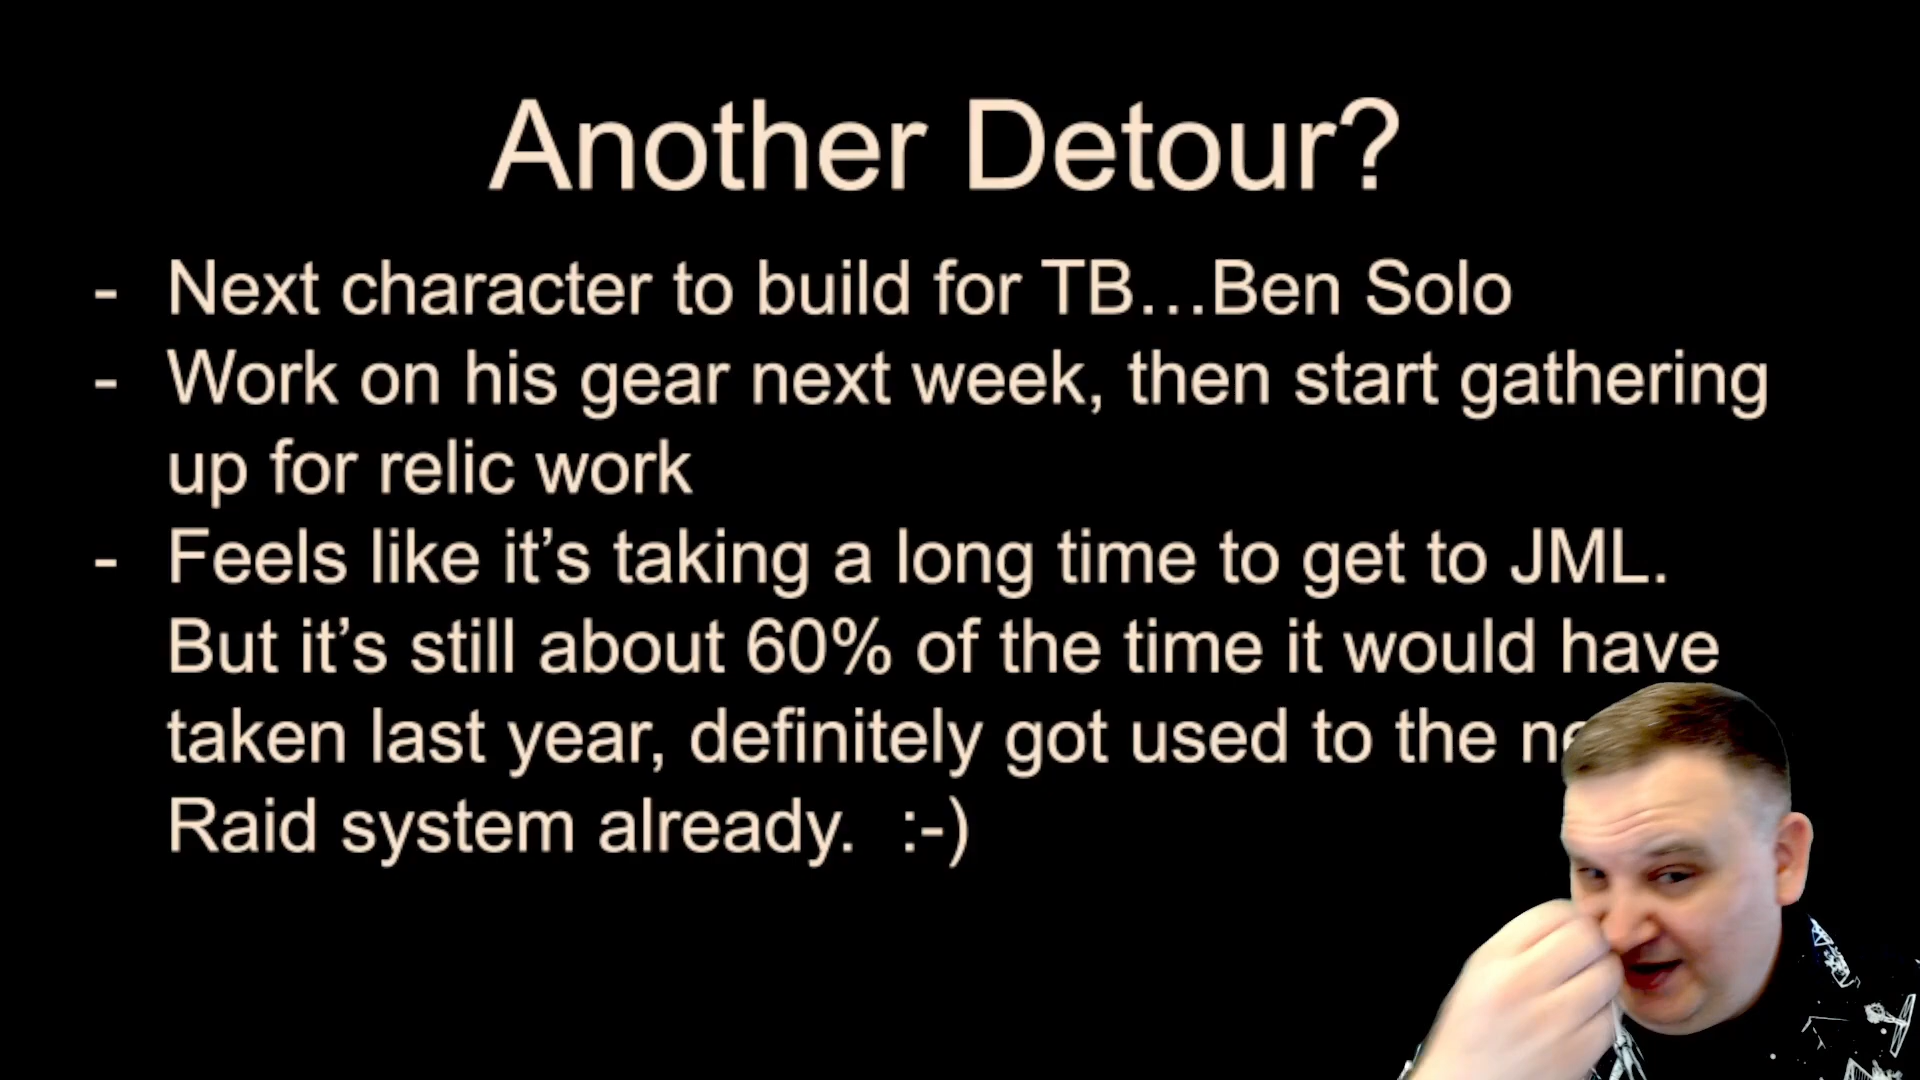 Another Detour?
- Next character to build for TB…Ben Solo
- Work on his gear next week, then start gathering
up for relic work
- Feels like it’s taking a long time to get to JML.
But it’s still about 60% of the time it would have
taken last year, definitely got used to the
Raid system already.  :-)